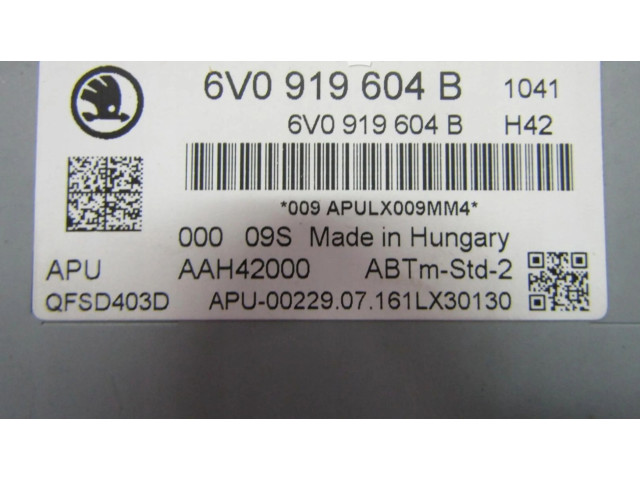 6V0 919 604 B 1041
6V0 919 604 B H42
*009 APULX009MM4*
000 09S Made in Hungary
APU AAH42000 ABTm-Std-2
QFSD403D APU-00229.07.161LX30130